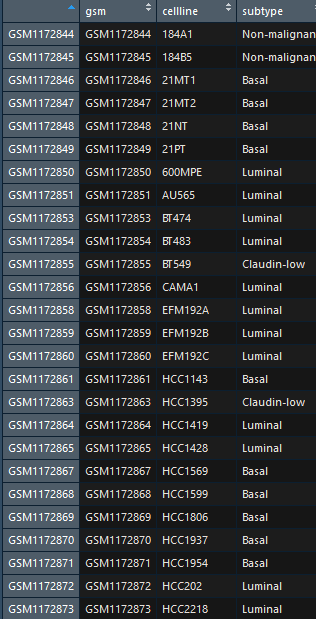 gsm cellline subtype
GSM1172844 GSM1172844 184A1 Non-malignan
GSM1172845 GSM1172845 184B5 Non-malignan
GSM1172846 GSM1172846 21MT1 Basal
GSM1172847 GSM1172847 21MT2 Basal
GSM1172848 GSM1172848 21NT Basal
GSM1172849 GSM1172849 21PT Basal
GSM1172850 GSM1172850 600MPE Luminal
GSM1172851 GSM1172851 AU565 Luminal
GSM1172853 GSM1172853 BT474 Luminal
GSM1172854 GSM1172854 BT483 Luminal
GSM1172855 GSM1172855 BT549 Claudin-low
GSM1172856 GSM1172856 CAMA1 Luminal
GSM1172858 GSM1172858 EFM192A Luminal
GSM1172859 GSM1172859 EFM192B Luminal
GSM1172860 GSM1172860 EFM192C Luminal
GSM1172861 GSM1172861 HCC1143 Basal
GSM1172863 GSM1172863 HCC1395 Claudin-low
GSM1172864 GSM1172864 HCC1419 Luminal
GSM1172865 GSM1172865 HCC1428 Luminal
GSM1172867 GSM1172867 HCC1569 Basal
GSM1172868 GSM1172868 HCC1599 Basal
GSM1172869 GSM1172869 HCC1806 Basal
GSM1172870 GSM1172870 HCC1937 Basal
GSM1172871 GSM1172871 HCC1954 Basal
GSM1172872 GSM1172872 HCC202 Luminal
GSM1172873 GSM1172873 HCC2218 Luminal